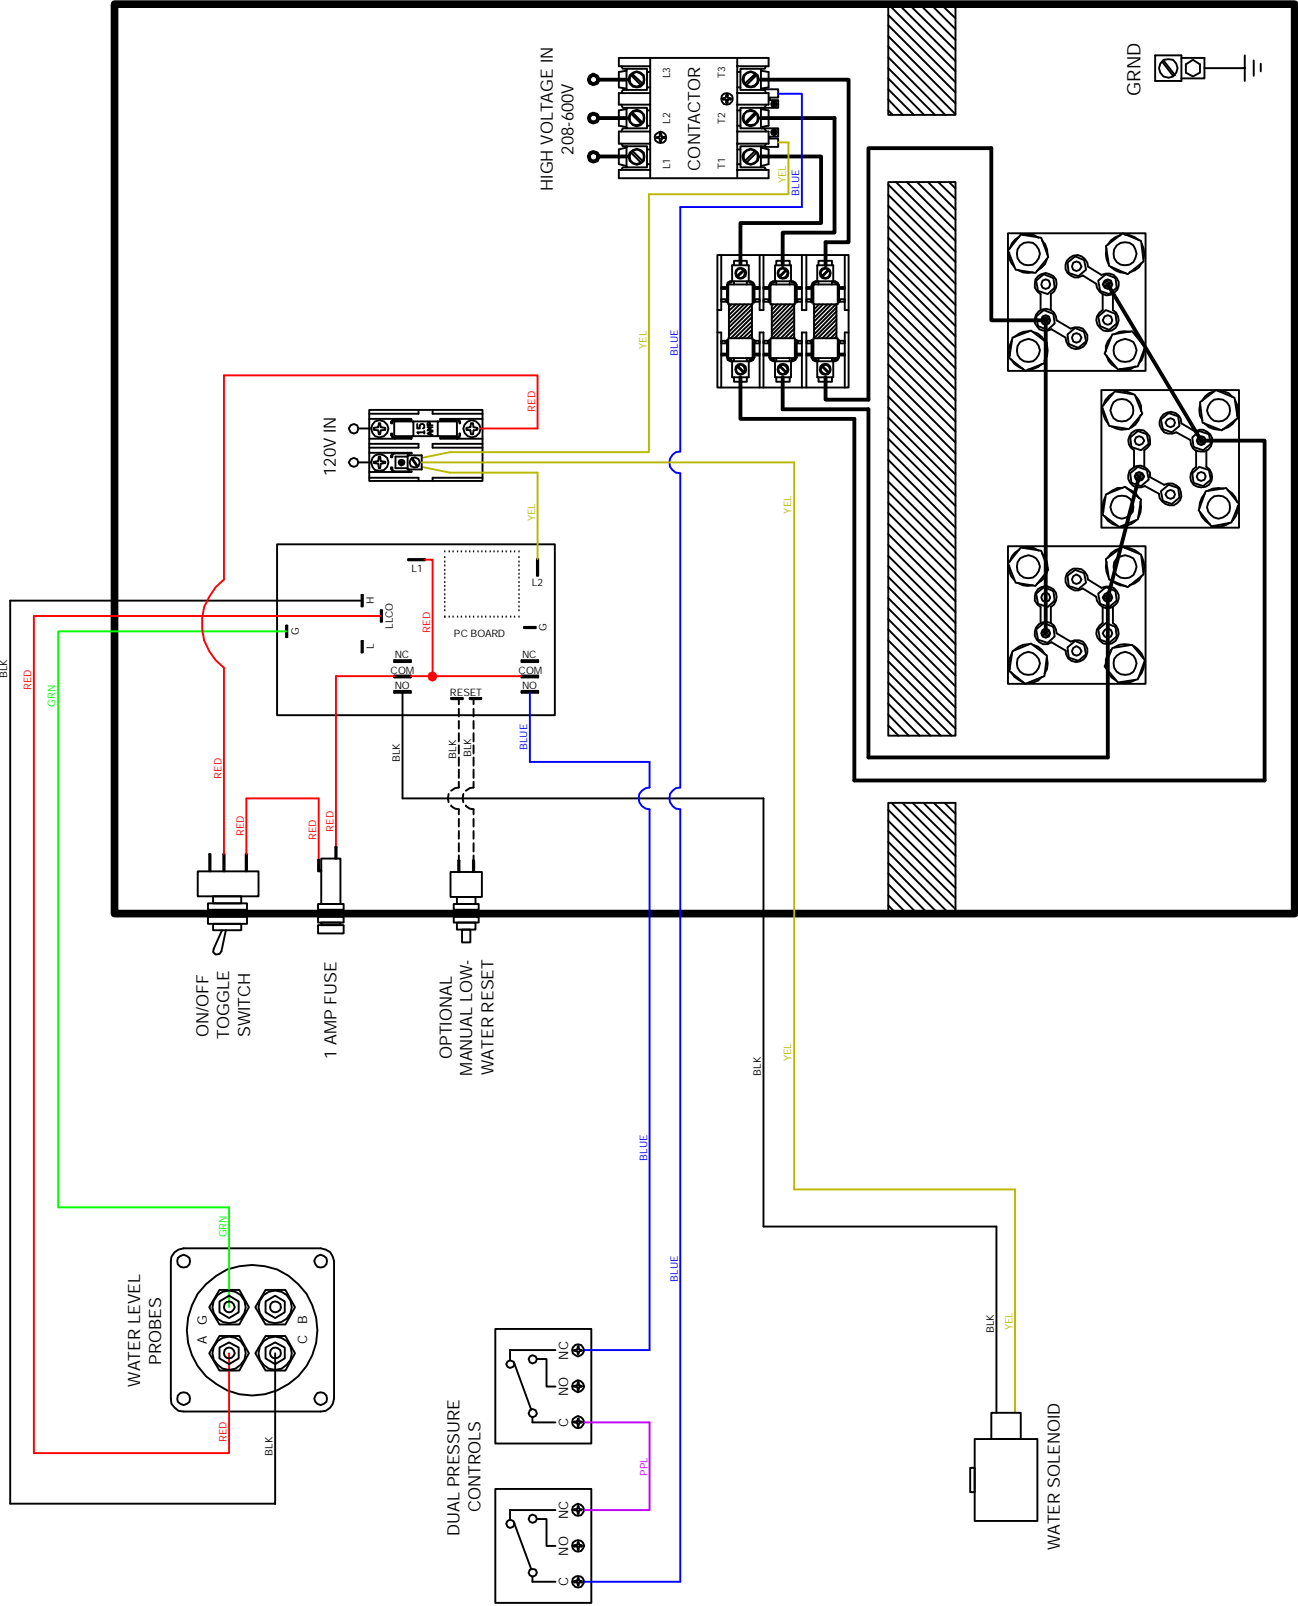 HIGH VOLTAGE IN
208-600V
L1
L2
L3
CONTACTOR
T1
T2
T3
GRND
YEL
BLUE
YEL
BLUE
RED
120V IN
15
AMP
YEL
YEL
L1
L2
H
LLCO
G
L
RED
PC BOARD
G
NC
COM
NO
NC
COM
NO
RESET
BLK
RED
GRN
BLK
BLK
BLK
BLUE
RED
RED
RED
RED
ON/OFF
TOGGLE
SWITCH
1 AMP FUSE
OPTIONAL
MANUAL LOW-
WATER RESET
BLK
YEL
BLUE
BLUE
GRN
WATER LEVEL
PROBES
A
G
C
B
RED
BLK
DUAL PRESSURE
CONTROLS
NC
NO
C
PPL
NC
NO
C
BLK
YEL
WATER SOLENOID